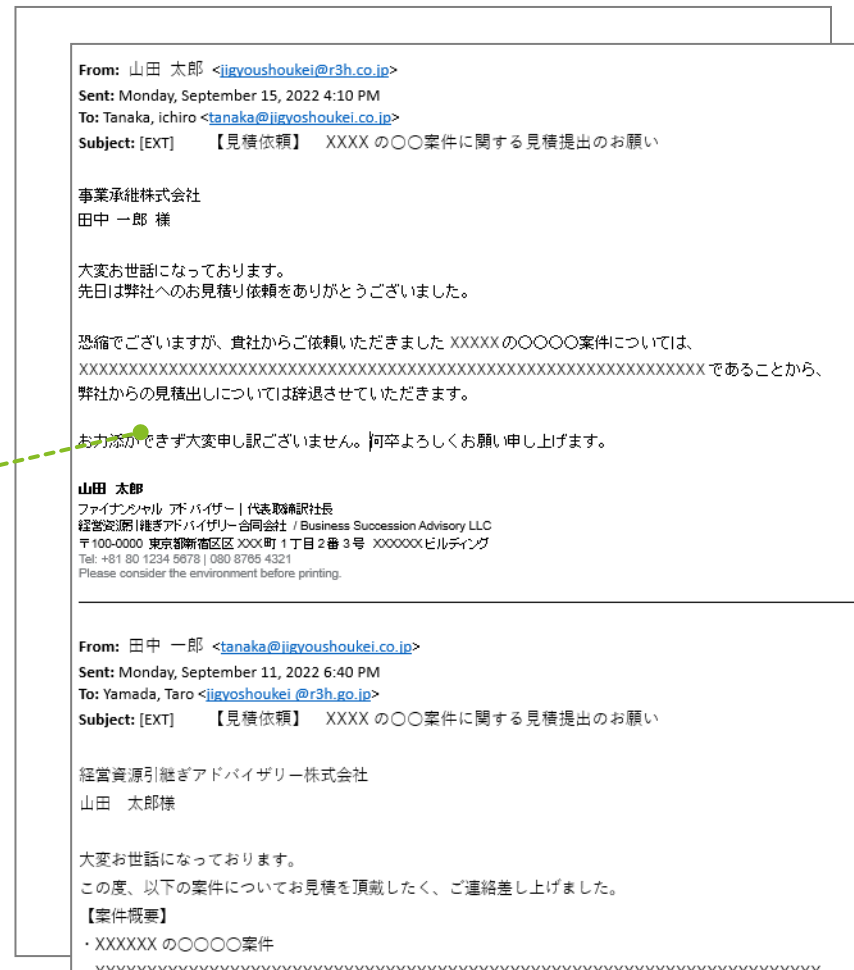 From: 山田 太郎 <jigyoushoukei@r3h.co.jp>
Sent: Monday, September 15, 2022 4:10 PM
To: Tanaka, ichiro <tanaka@jigyoshoukei.co.jp>
Subject: [EXT] 【見積依頼】 XXXX の〇〇案件に関する見積提出のお願い
事業承継株式会社
田中 一郎 様
大変お世話になっております。
先日は弊社へのお見積り依頼をありがとうございました。
恐縮でございますが、貴社からご依頼いただきました XXXXX の〇〇〇〇案件については、
XXXXXXXXXXXXXXXXXXXXXXXXXXXXXXXXXXXXXXXXXXXXXXXXXXXXXXXXXXXXXXX であることから、
弊社からの見積出しについては辞退させていただきます。
お力添ができず大変申し訳ございません。何卒よろしくお願い申し上げます。
山田 太郎
ファイナンシャル アドバイザー | 代表取締訳社長
経営資源引継ぎアドバイザリー合同会社 / Business Succession Advisory LLC
〒100-0000 東京都新宿区区 XXX町 1 丁目 2 番 3 号 XXXXXXビルディング
Tel: +81 80 1234 5678 | 080 8765 4321
Please consider the environment before printing.
From: 田中 一郎 <tanaka@jigyoushoukei.co.jp>
Sent: Monday, September 11, 2022 6:40 PM
To: Yamada, Taro <jigyoshoukei @r3h.go.jp>
Subject: [EXT] 【見積依頼】 XXXX の〇〇案件に関する見積提出のお願い
経営資源引継ぎアドバイザリー株式会社
山田 太郎様
大変お世話になっております。
この度、以下の案件についてお見積を頂戴したく、ご連絡差し上げました。
【案件概要】
・XXXXXX の〇〇〇〇案件